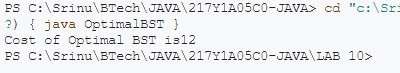 PS C:\Srinu\BTech\JAVA\217Y1A05C0-JAVA> cd "c:\Sri
?) { java OptimalBST }
Cost of Optimal BST is12
PS C:\Srinu\BTech\JAVA\217Y1A05C0-JAVA\LAB 10>